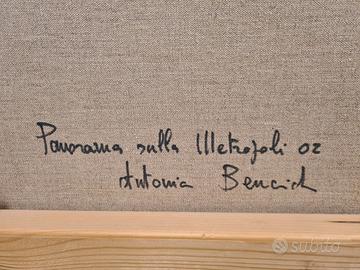 Panorama sulla Metropoli 02
Antonia Bencich
subito